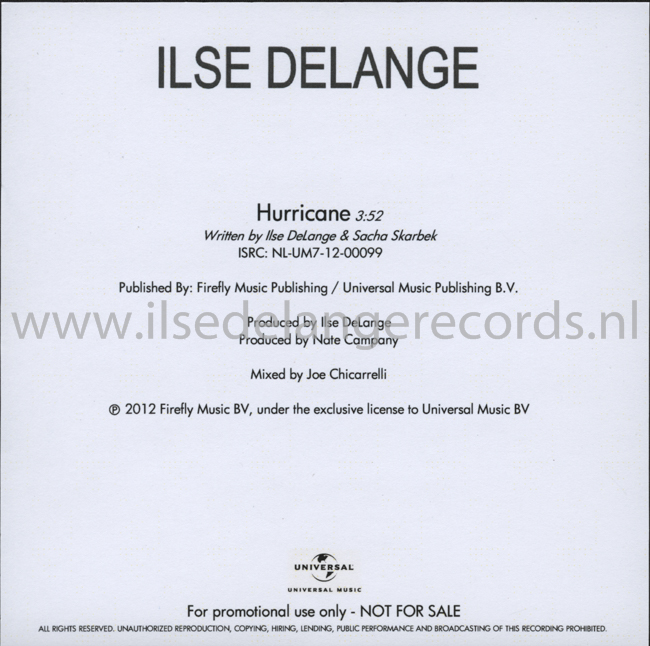 ILSE DELANGE
Hurricane 3:52
Written by Ilse DeLange & Sacha Skarbek
ISRC: NL-UM7-12-00099
Published By: Firefly Music Publishing / Universal Music Publishing B.V.
www.ilsedelangerecords.nl
Produced by Ilse DeLange
Produced by Nate Campany
Mixed by Joe Chicarrelli
℗ 2012 Firefly Music BV, under the exclusive license to Universal Music BV
UNIVERSAL
UNIVERSAL MUSIC
For promotional use only - NOT FOR SALE
ALL RIGHTS RESERVED. UNAUTHORIZED REPRODUCTION, COPYING, HIRING, LENDING, PUBLIC PERFORMANCE AND BROADCASTING OF THIS RECORDING PROHIBITED.